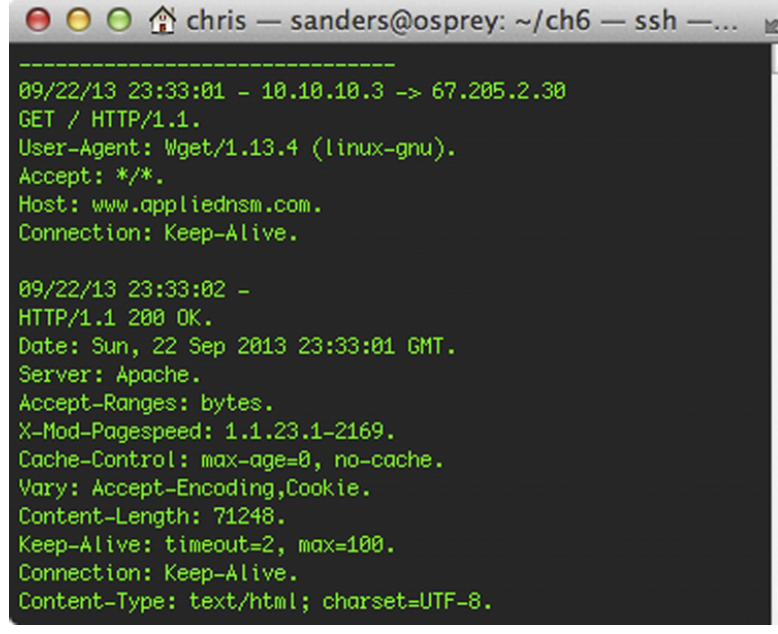 chris — sanders@osprey: ~/ch6 — ssh —...
-------------------------------
09/22/13 23:33:01 - 10.10.10.3 -> 67.205.2.30
GET / HTTP/1.1.
User-Agent: Wget/1.13.4 (linux-gnu).
Accept: */*.
Host: www.appliednsm.com.
Connection: Keep-Alive.
09/22/13 23:33:02 -
HTTP/1.1 200 OK.
Date: Sun, 22 Sep 2013 23:33:01 GMT.
Server: Apache.
Accept-Ranges: bytes.
X-Mod-Pagespeed: 1.1.23.1-2169.
Cache-Control: max-age=0, no-cache.
Vary: Accept-Encoding,Cookie.
Content-Length: 71248.
Keep-Alive: timeout=2, max=100.
Connection: Keep-Alive.
Content-Type: text/html; charset=UTF-8.